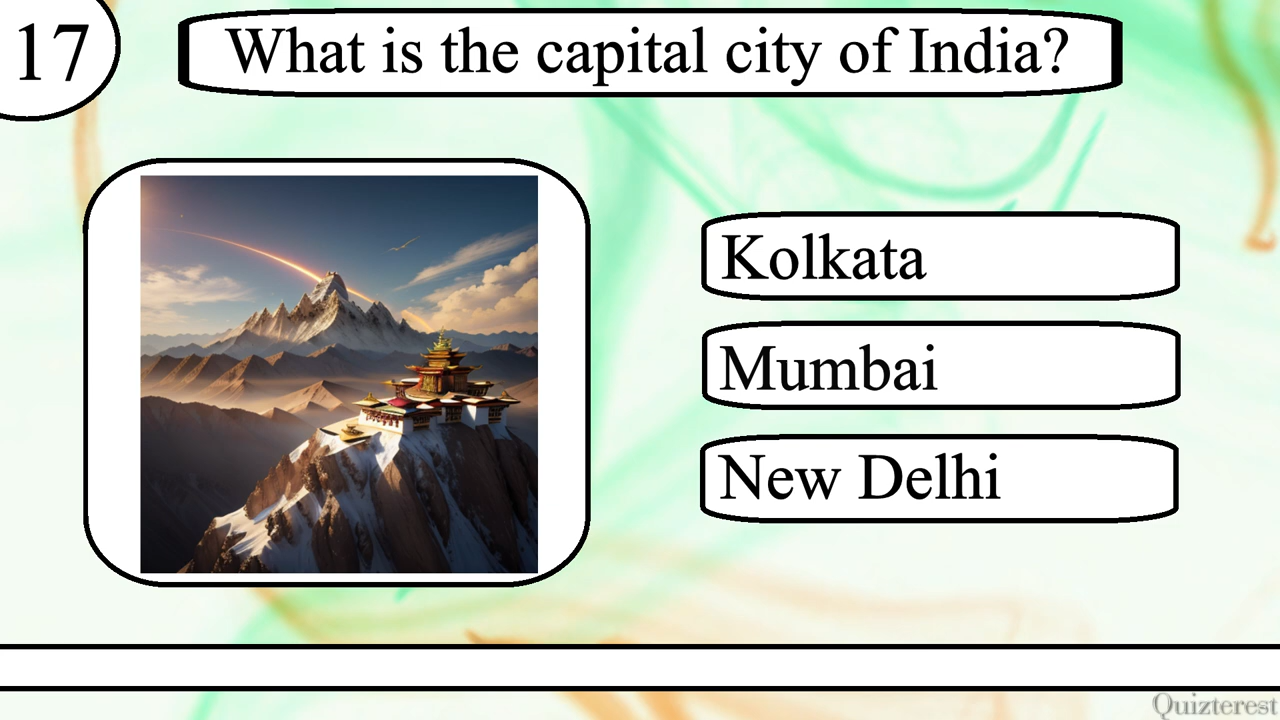 17
What is the capital city of India?
Kolkata
Mumbai
New Delhi
Quizterest